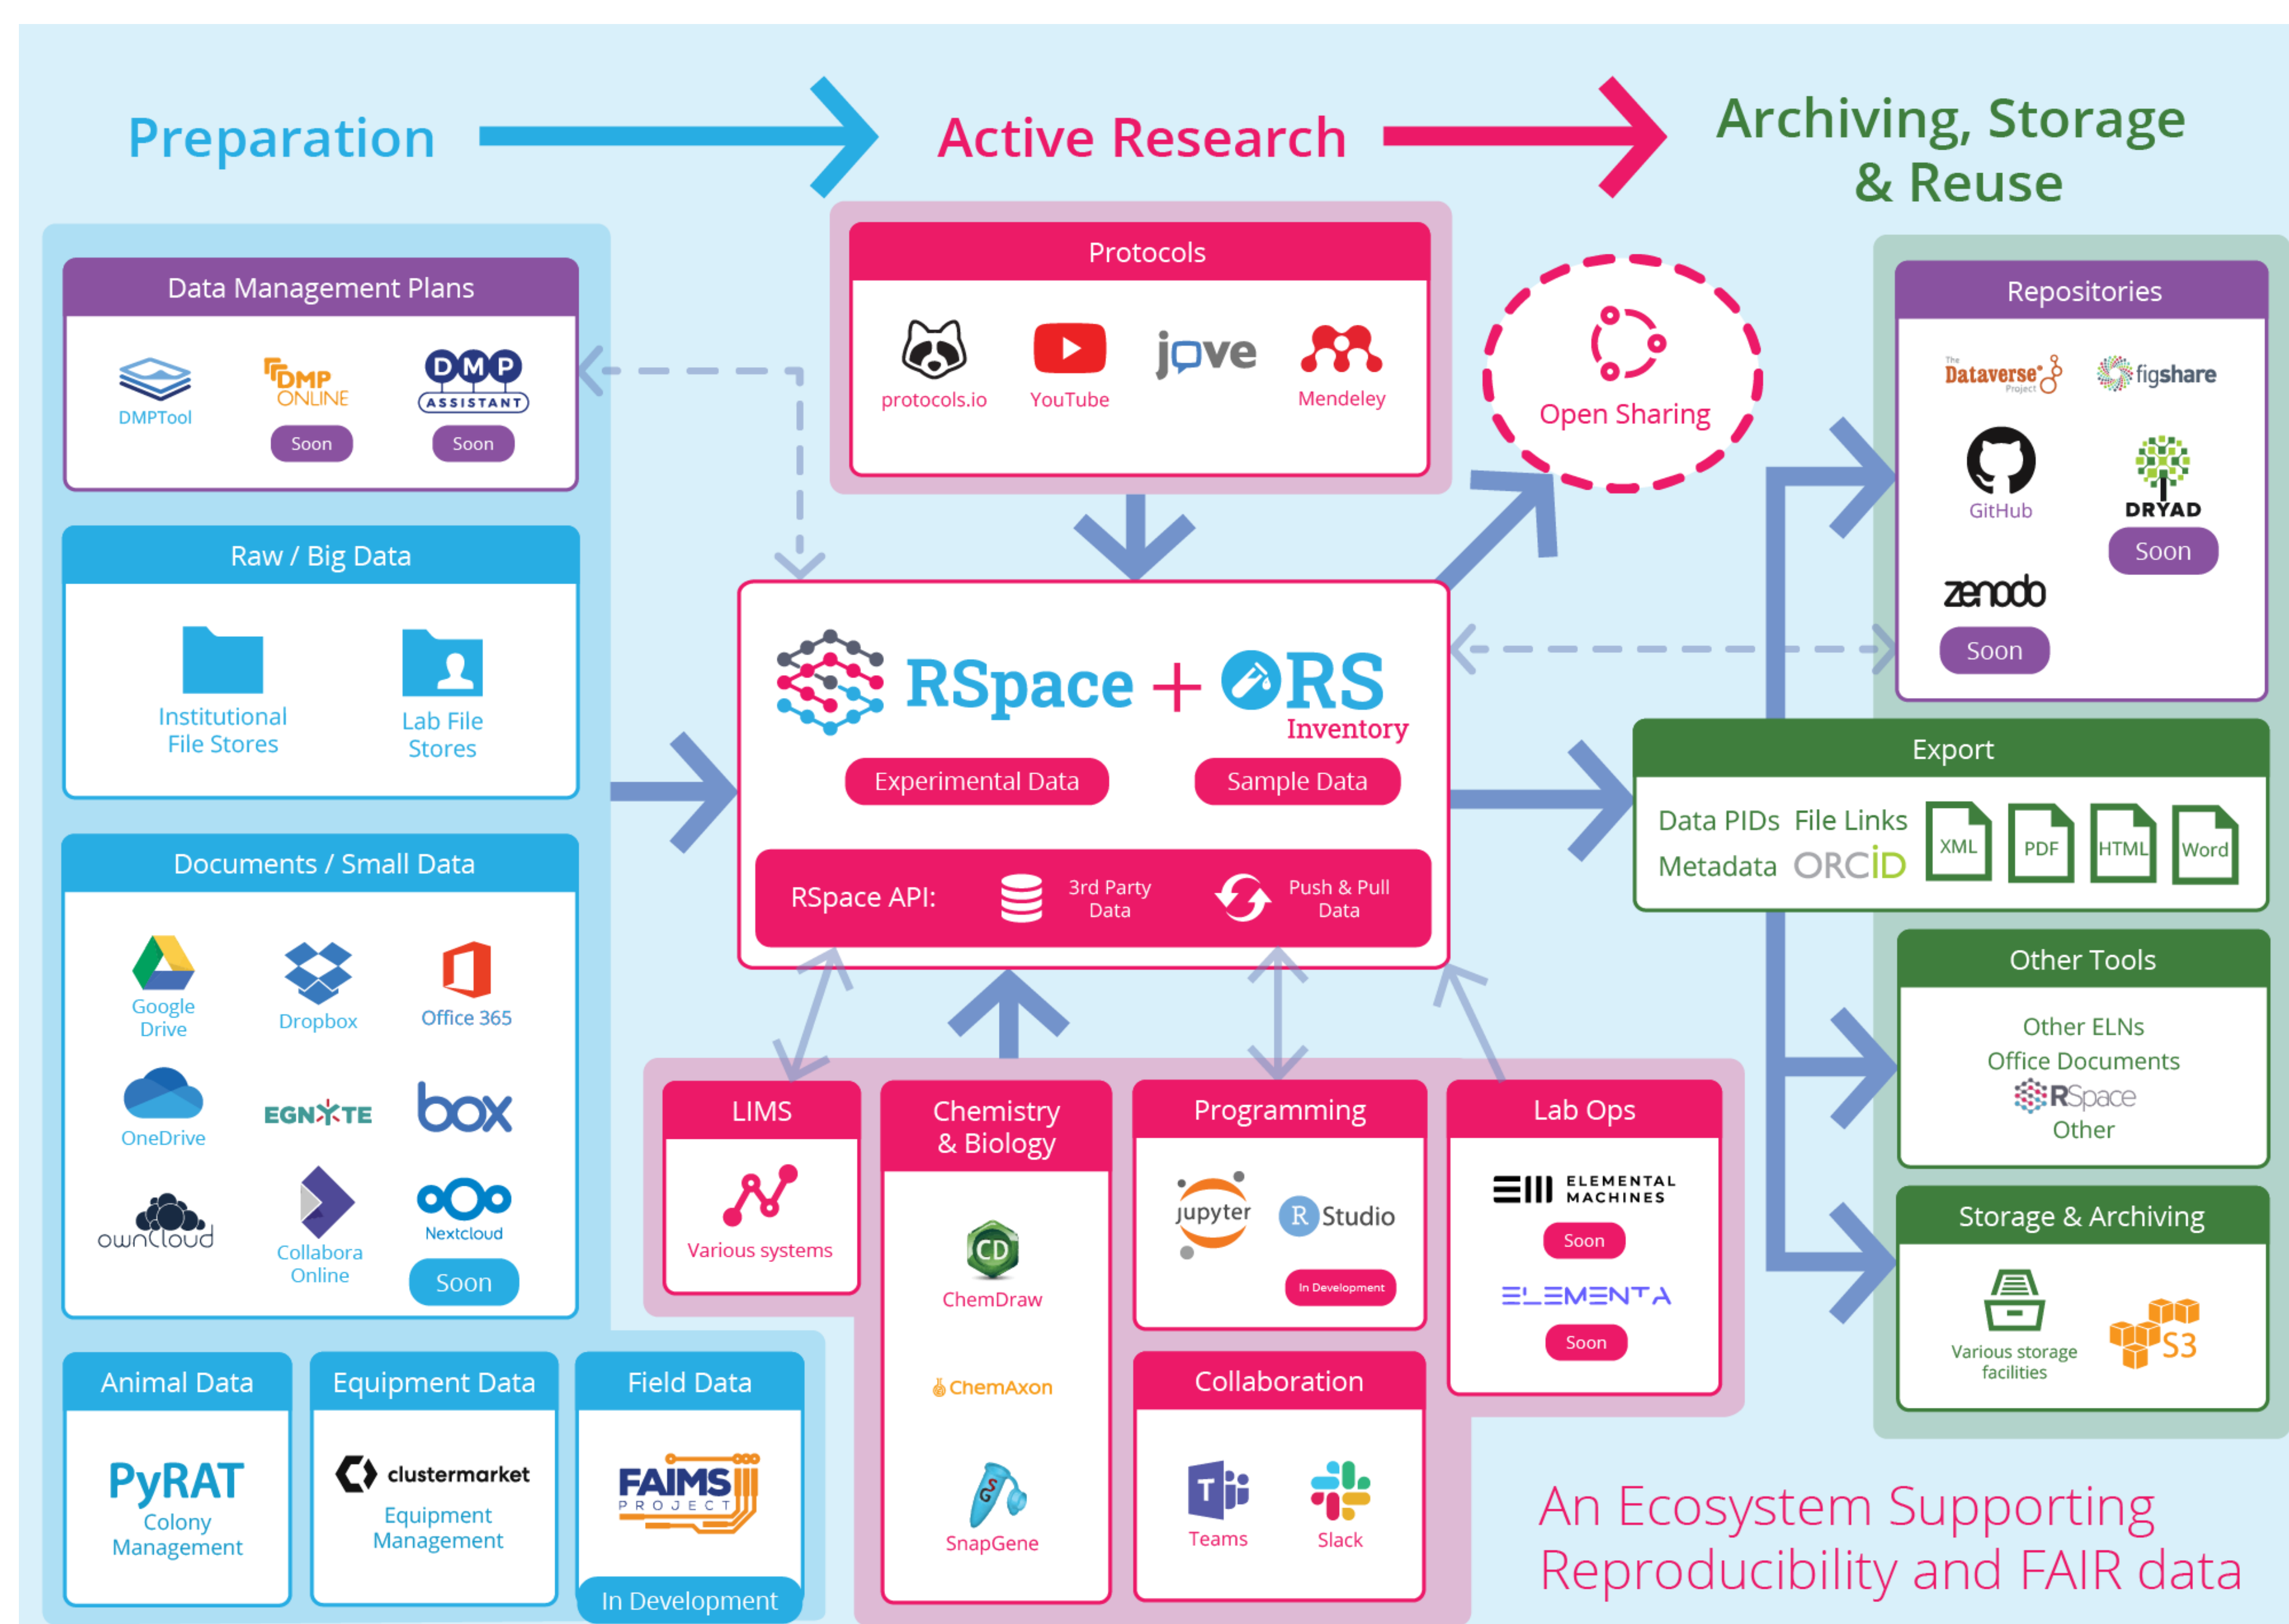 Preparation
Active Research
Archiving, Storage
& Reuse
Data Management Plans
DMPTool
DMP
ONLINE
Soon
DMP
ASSISTANT
Soon
Raw / Big Data
Institutional
File Stores
Lab File
Stores
Documents / Small Data
Google
Drive
Dropbox
Office 365
OneDrive
EGNYTE
box
ownCloud
Collabora
Online
Nextcloud
Soon
Animal Data
PyRAT
Colony
Management
Equipment Data
clustermarket
Equipment
Management
Field Data
FAIMS
PROJECT
In Development
Protocols
protocols.io
YouTube
jove
Mendeley
Open Sharing
RSpace + RS
Inventory
Experimental Data
Sample Data
RSpace API:
3rd Party
Data
Push & Pull
Data
LIMS
Various systems
Chemistry
& Biology
CD
ChemDraw
ChemAxon
SG
SnapGene
Programming
jupyter
R Studio
In Development
Collaboration
T
Teams
Slack
Lab Ops
ELEMENTAL
MACHINES
Soon
ELEMENTA
Soon
Repositories
The
Dataverse
Project
figshare
GitHub
DRYAD
Soon
zenodo
Soon
Export
Data PIDs File Links
Metadata ORCiD
XML
PDF
HTML
Word
Other Tools
Other ELNs
Office Documents
RSpace
Other
Storage & Archiving
Various storage
facilities
S3
An Ecosystem Supporting
Reproducibility and FAIR data